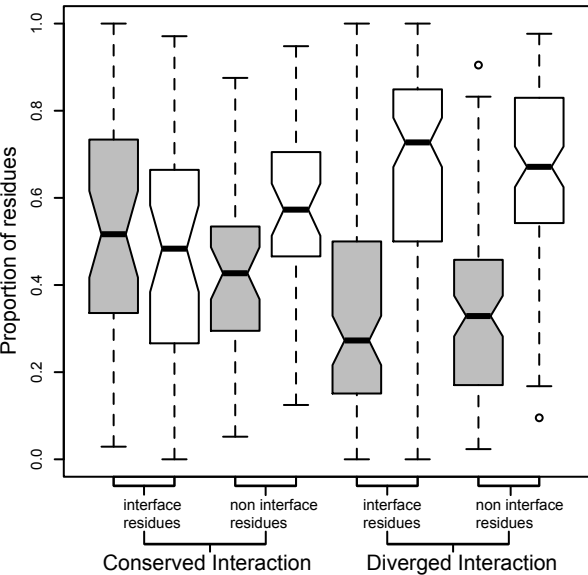 Proportion of residues
1.0
0.8
0.6
0.4
0.2
0.0
interface
residues
non interface
residues
interface
residues
non interface
residues
Conserved Interaction
Diverged Interaction